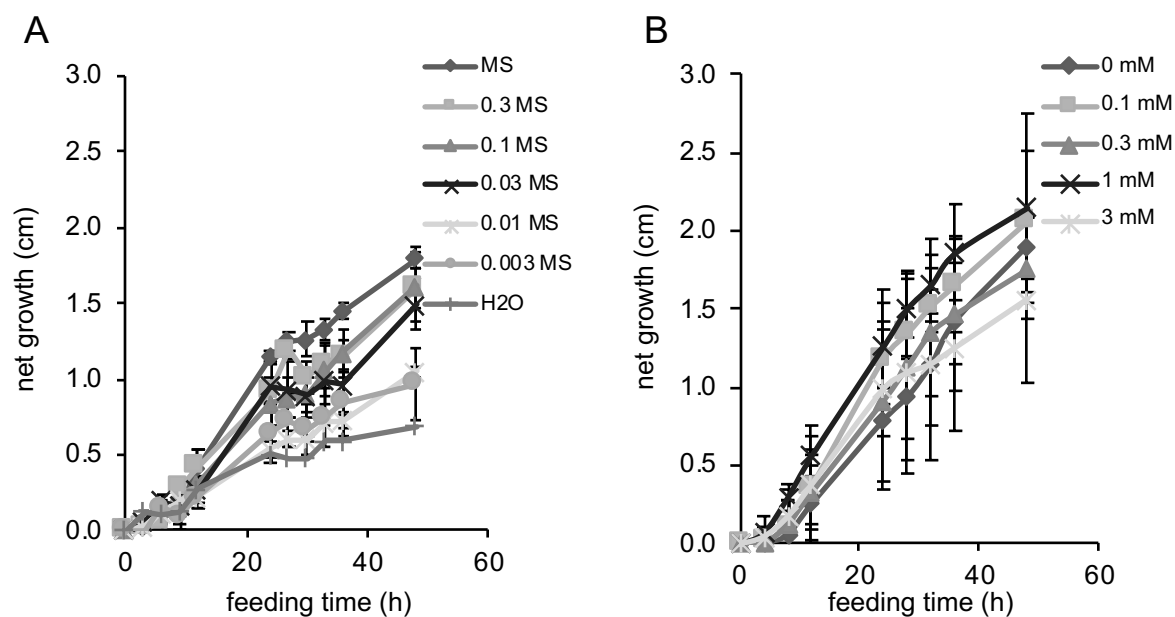 A
MS
0.3 MS
0.1 MS
0.03 MS
0.01 MS
0.003 MS
H2O
3.0
2.5
2.0
1.5
1.0
0.5
0.0
net growth (cm)
0
20
40
60
feeding time (h)
B
0 mM
0.1 mM
0.3 mM
1 mM
3 mM
3.0
2.5
2.0
1.5
1.0
0.5
0.0
net growth (cm)
0
20
40
60
feeding time (h)